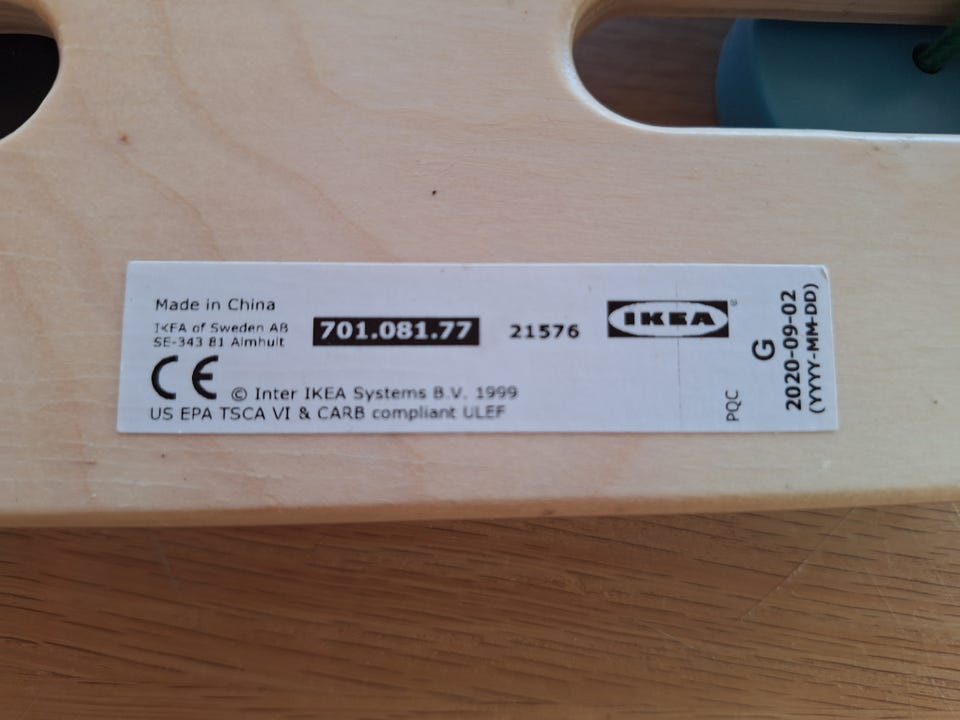 Made in China
IKEA of Sweden AB
SE-343 81 Älmhult
701.081.77
21576
IKEA®
CE © Inter IKEA Systems B.V. 1999
US EPA TSCA VI & CARB compliant ULEF
PQC
G
2020-09-02
(YYYY-MM-DD)